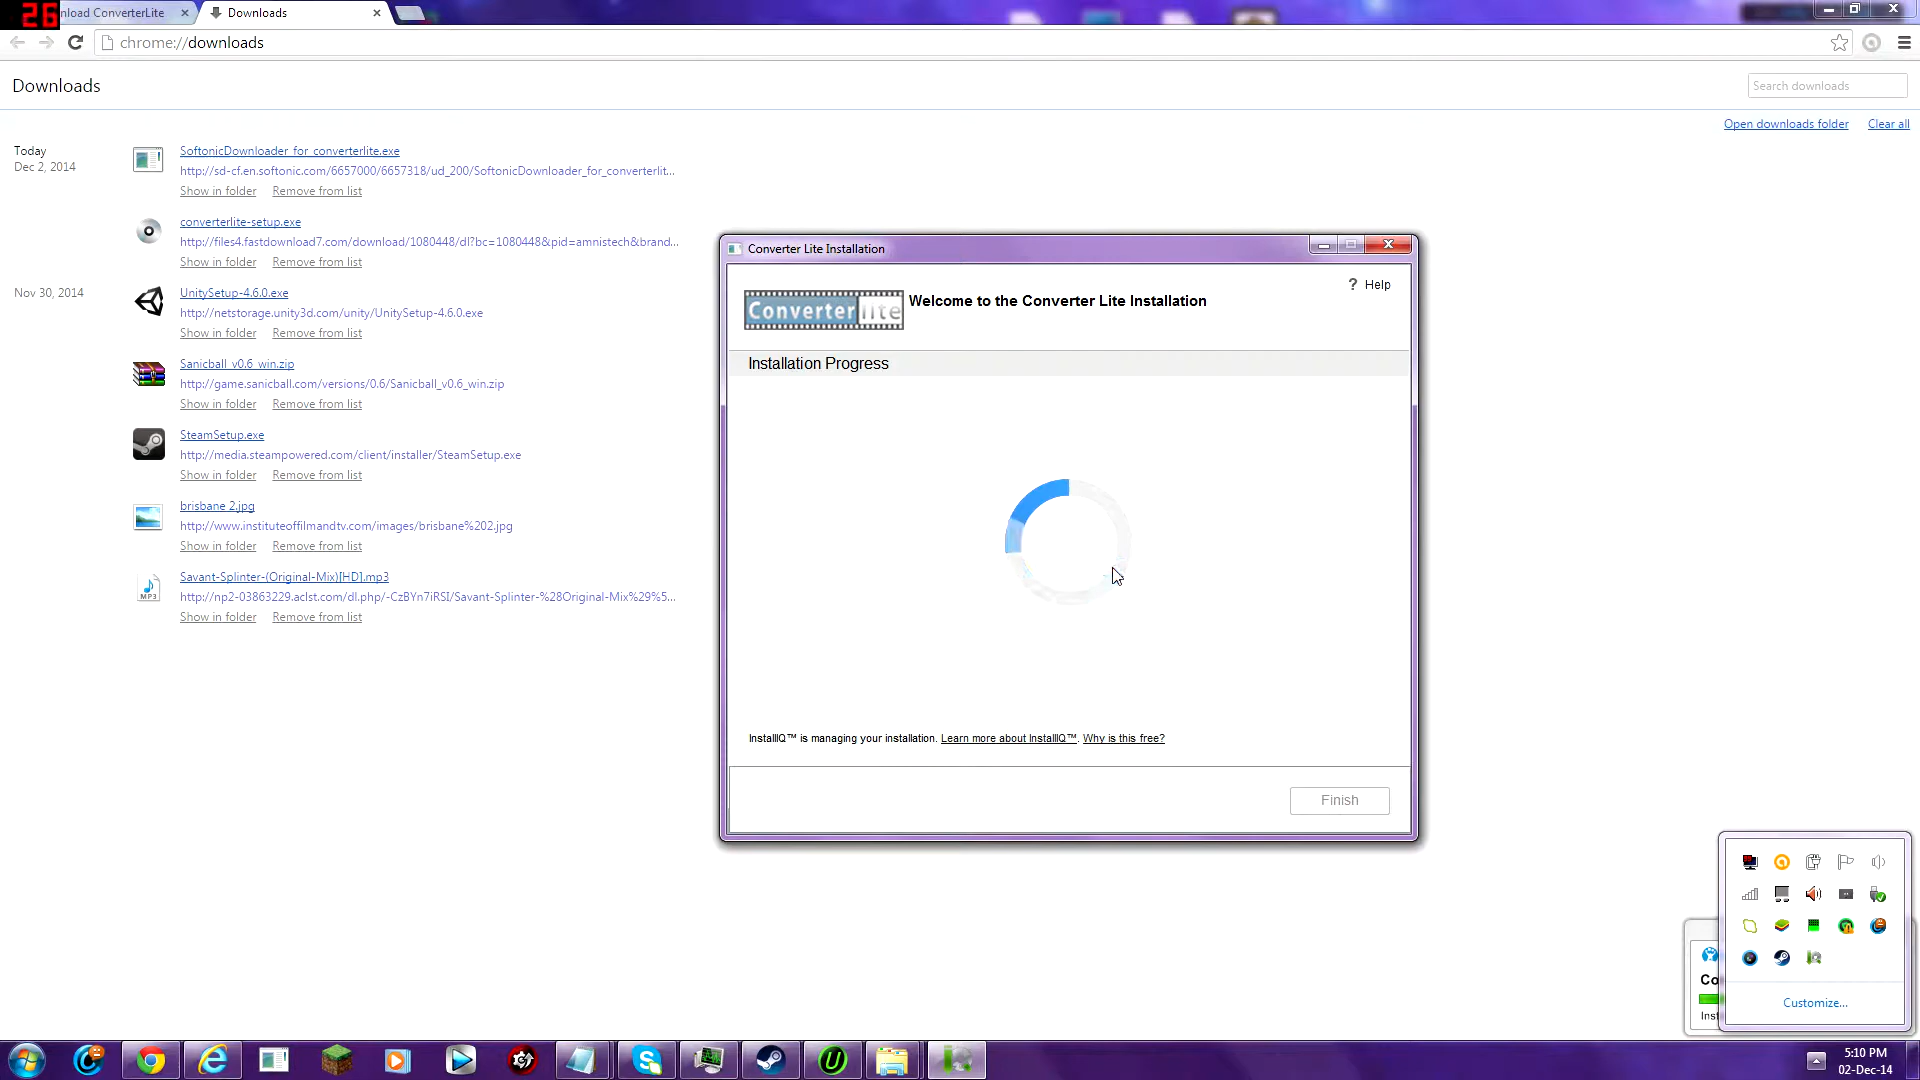 26
nload ConverterLite
Downloads
chrome://downloads
Downloads
Search downloads
Open downloads folder
Clear all
Today
Dec 2, 2014
SoftonicDownloader_for_converterlite.exe
http://sd-cf.en.softonic.com/6657000/6657318/ud_200/SoftonicDownloader_for_converterlit...
Show in folder Remove from list
converterlite-setup.exe
http://files4.fastdownload7.com/download/1080448/dl?bc=1080448&pid=amnistech&brand...
Show in folder Remove from list
Nov 30, 2014
UnitySetup-4.6.0.exe
http://netstorage.unity3d.com/unity/UnitySetup-4.6.0.exe
Show in folder Remove from list
Sanicball_v0.6_win.zip
http://game.sanicball.com/versions/0.6/Sanicball_v0.6_win.zip
Show in folder Remove from list
SteamSetup.exe
http://media.steampowered.com/client/installer/SteamSetup.exe
Show in folder Remove from list
brisbane 2.jpg
http://www.instituteoffilmandtv.com/images/brisbane%202.jpg
Show in folder Remove from list
MP3
Savant-Splinter-(Original-Mix)[HD].mp3
http://np2-03863229.aclst.com/dl.php/-CzBYn7iRSI/Savant-Splinter-%28Original-Mix%29%5...
Show in folder Remove from list
Converter Lite Installation
? Help
Converter lite
Welcome to the Converter Lite Installation
Installation Progress
InstallIQ™ is managing your installation. Learn more about InstallIQ™. Why is this free?
Finish
Co
Inst
Customize...
5:10 PM
02-Dec-14